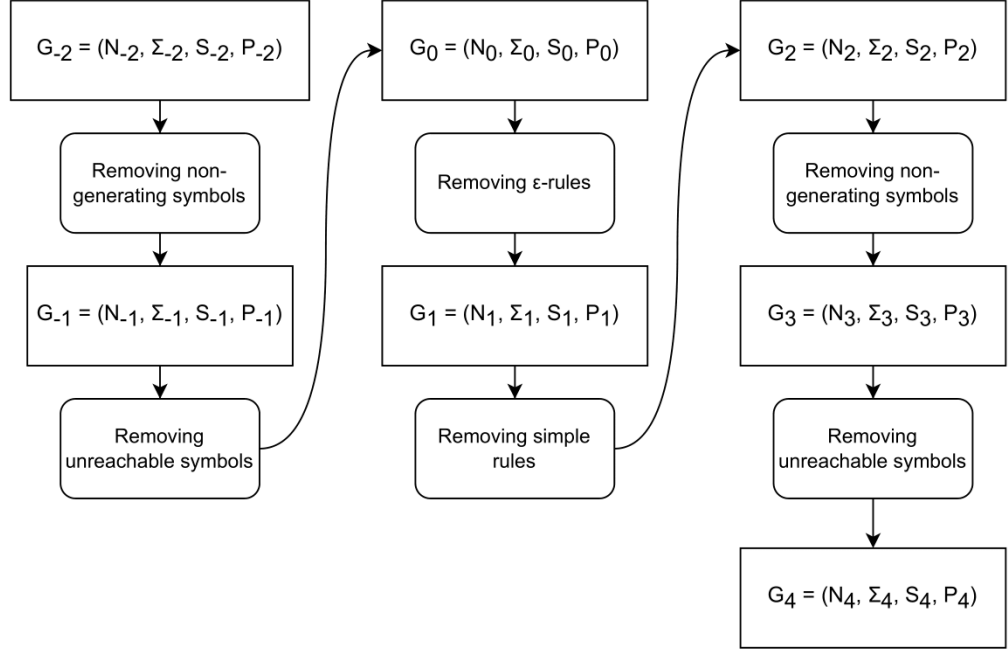 G₋₂ = (N₋₂, Σ₋₂, S₋₂, P₋₂)
Removing non-
generating symbols
G₋₁ = (N₋₁, Σ₋₁, S₋₁, P₋₁)
Removing
unreachable symbols
G₀ = (N₀, Σ₀, S₀, P₀)
Removing ε-rules
G₁ = (N₁, Σ₁, S₁, P₁)
Removing simple
rules
G₂ = (N₂, Σ₂, S₂, P₂)
Removing non-
generating symbols
G₃ = (N₃, Σ₃, S₃, P₃)
Removing
unreachable symbols
G₄ = (N₄, Σ₄, S₄, P₄)